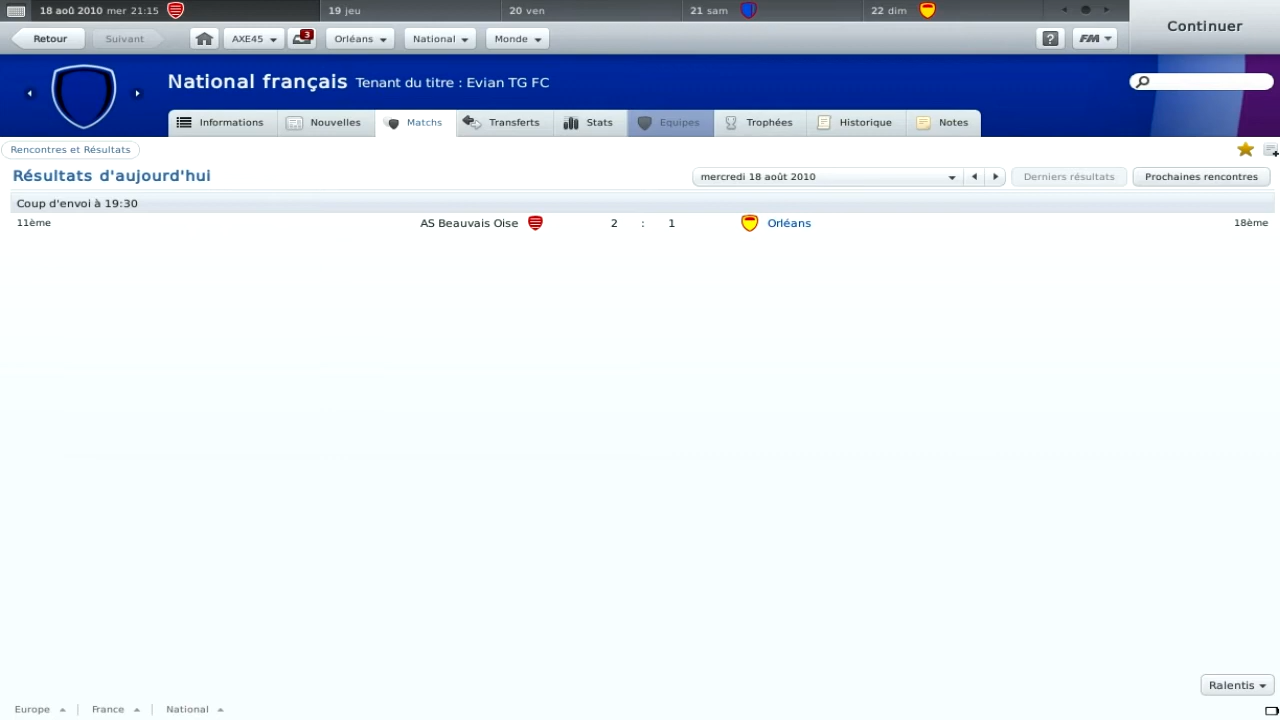 18 aoû 2010 mer 21:15 19 jeu 20 ven 21 sam 22 dim
Continuer
Retour Suivant AXE45 3 Orléans National Monde ? FM
National français Tenant du titre : Evian TG FC
Informations Nouvelles Matchs Transferts Stats Equipes Trophées Historique Notes
Rencontres et Résultats
Résultats d'aujourd'hui mercredi 18 août 2010 Derniers résultats Prochaines rencontres
Coup d'envoi à 19:30
11ème AS Beauvais Oise 2 : 1 Orléans 18ème
Ralentis
Europe France National